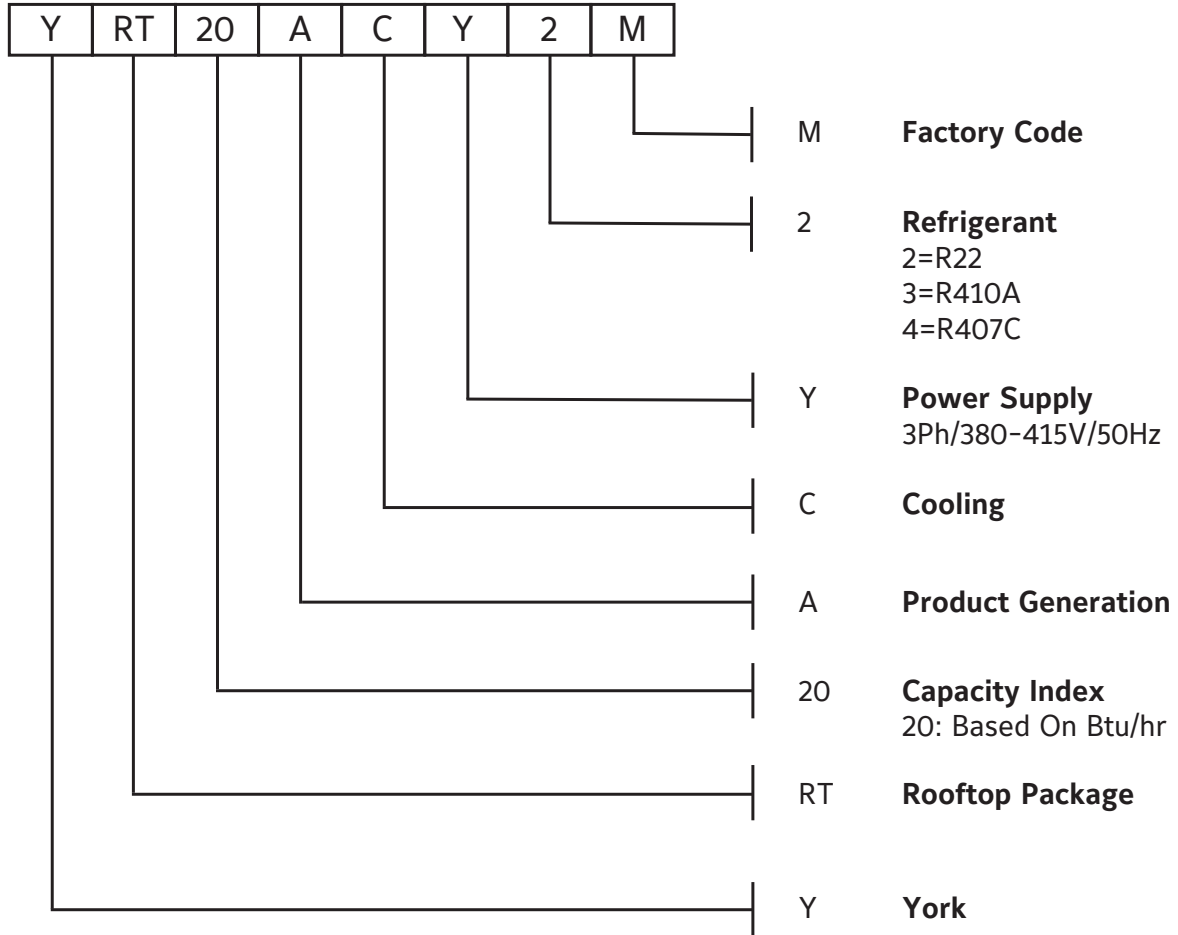 Y RT 20 A C Y 2 M
M Factory Code
2 Refrigerant
2=R22
3=R410A
4=R407C
Y Power Supply
3Ph/380-415V/50Hz
C Cooling
A Product Generation
20 Capacity Index
20: Based On Btu/hr
RT Rooftop Package
Y York